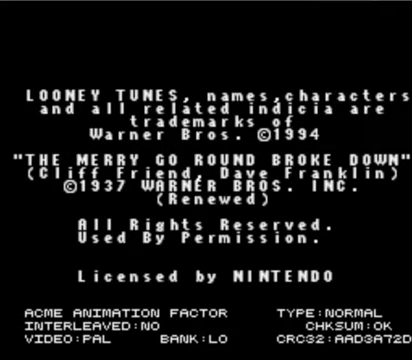 LOONEY TUNES, names,characters
and all related indicia are
trademarks of
Warner Bros. ©1994
"THE MERRY GO ROUND BROKE DOWN"
(Cliff Friend, Dave Franklin)
©1937 WARNER BROS. INC.
(Renewed)
All Rights Reserved.
Used By Permission.
Licensed by NINTENDO
ACME ANIMATION FACTOR TYPE:NORMAL
INTERLEAVED:NO CHKSUM:OK
VIDEO:PAL BANK:LO CRC32:AAD3A72D